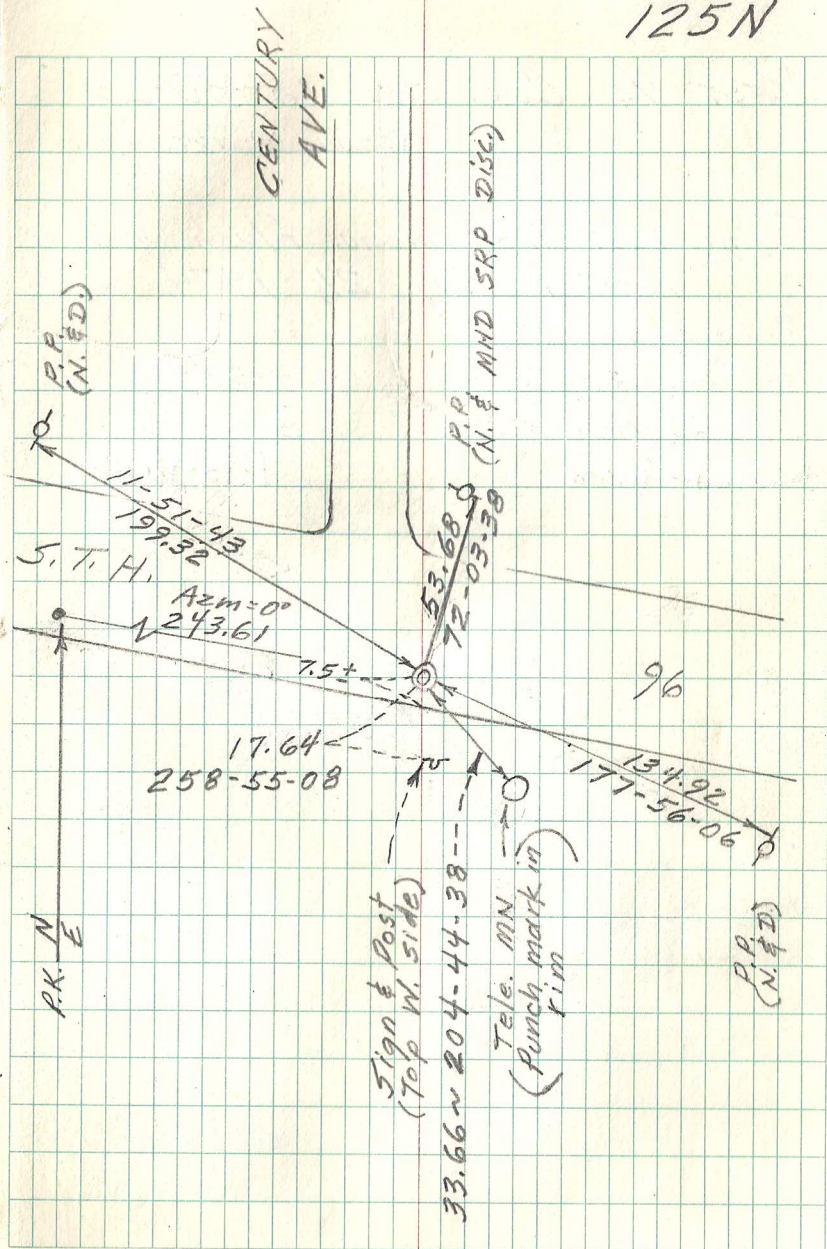 125N
CENTURY
AVE.
P.P.
(N. & D.)
P.P.
(N. & MHD SRP Disc.)
11-51-43
199.32
S. T. H.
Azm=0°
243.61
53.68
72-03-38
7.5±
96
17.64
258-55-08
134.92
177-56-06
P.K. N
E
Sign & Post
(Top W. side)
33.66 ~ 204-44-38
Tele. MN
(Punch mark in
rim)
P.P.
(N. & D.)